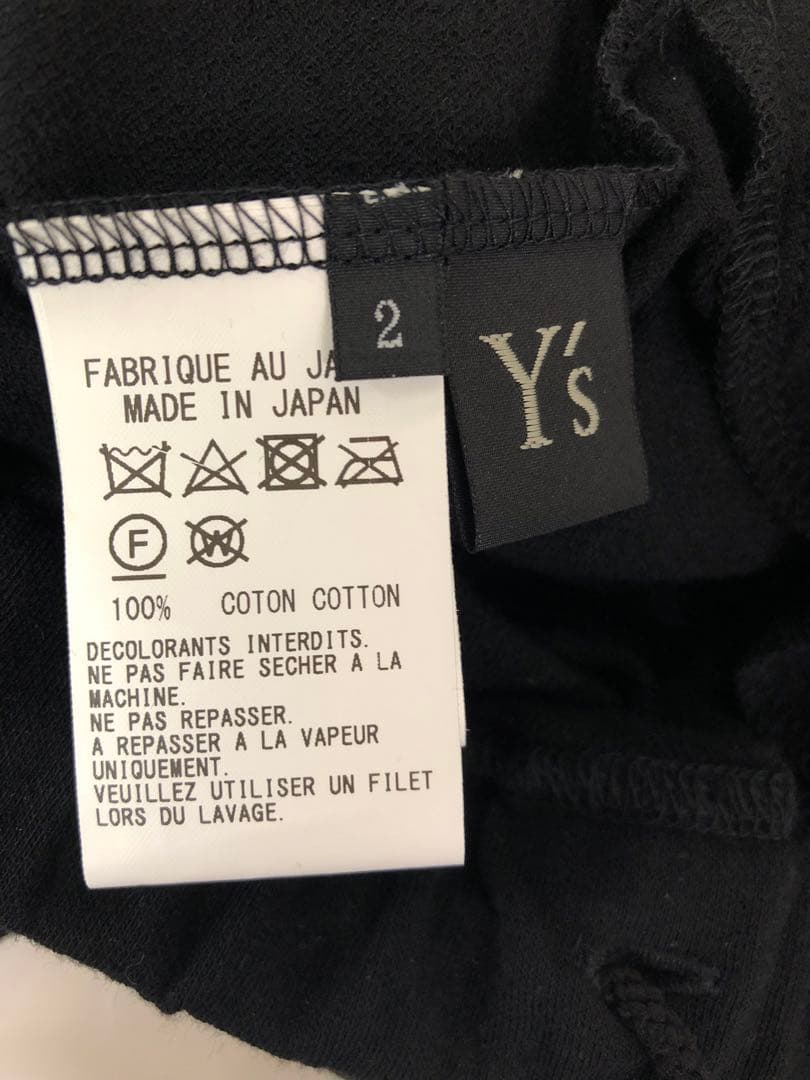 2
Y's
FABRIQUE AU JA
MADE IN JAPAN
F W
100% COTON COTTON
DECOLORANTS INTERDITS.
NE PAS FAIRE SECHER A LA
MACHINE.
NE PAS REPASSER.
A REPASSER A LA VAPEUR
UNIQUEMENT.
VEUILLEZ UTILISER UN FILET
LORS DU LAVAGE.